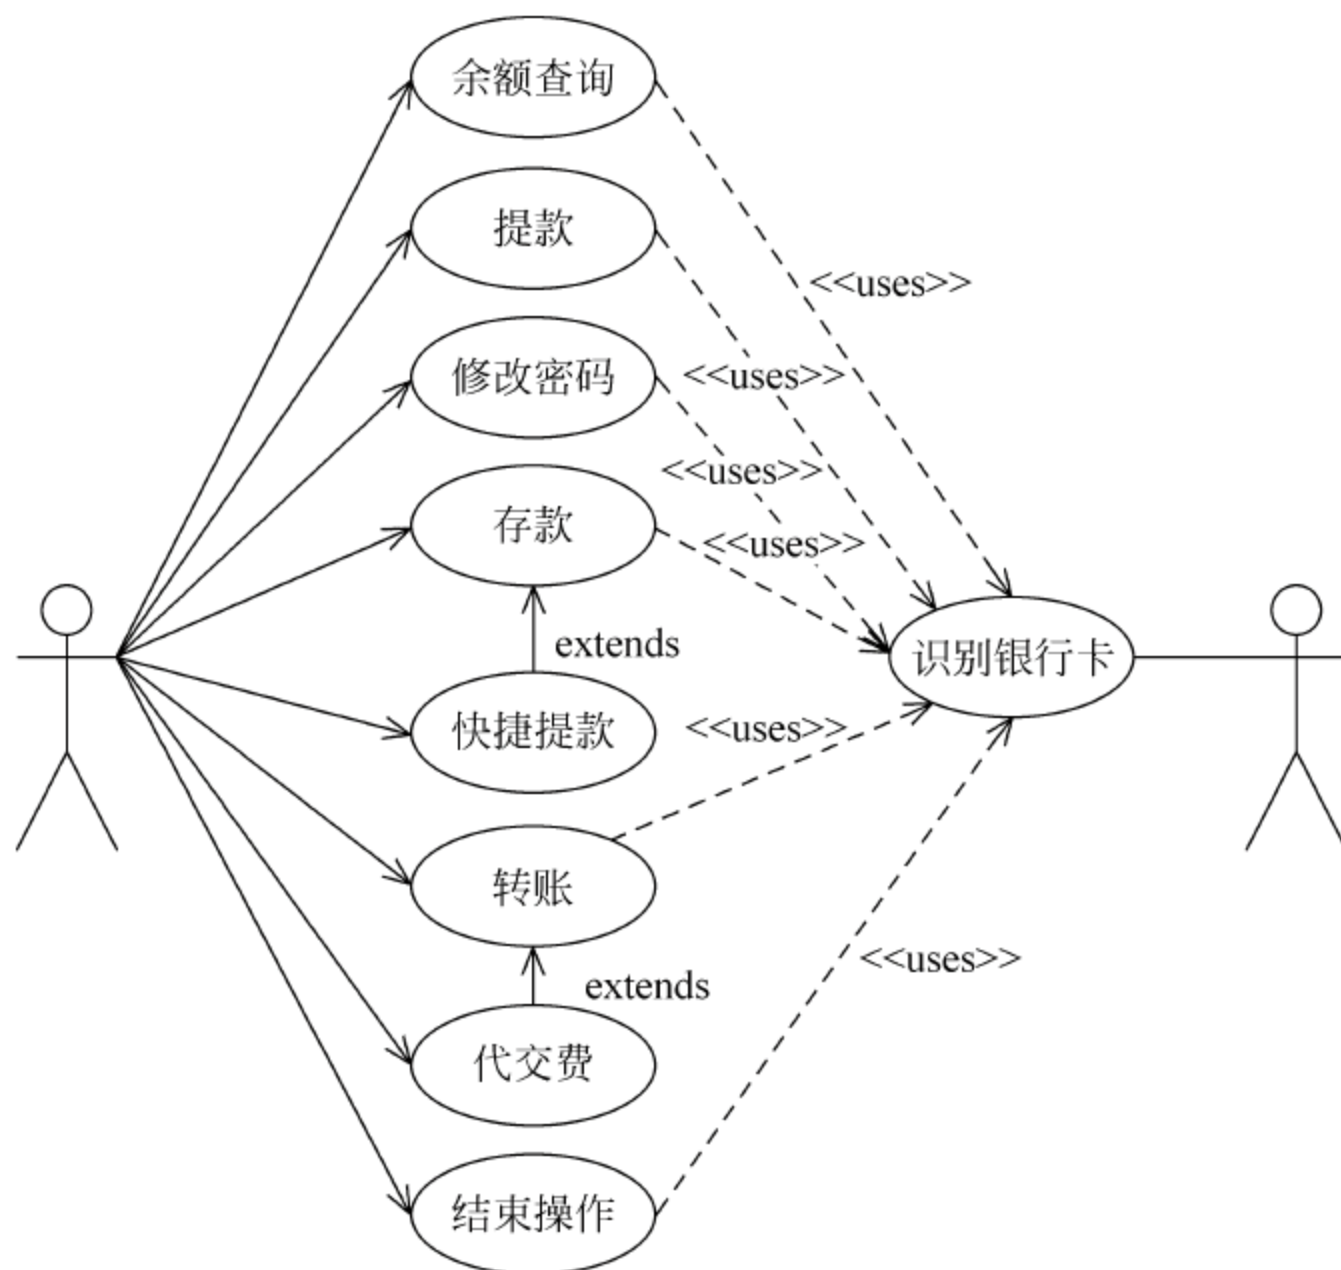 余额查询
提款
<<uses>>
修改密码
<<uses>>
<<uses>>
存款
<<uses>>
extends
识别银行卡
快捷提款
<<uses>>
转账
<<uses>>
extends
代交费
结束操作